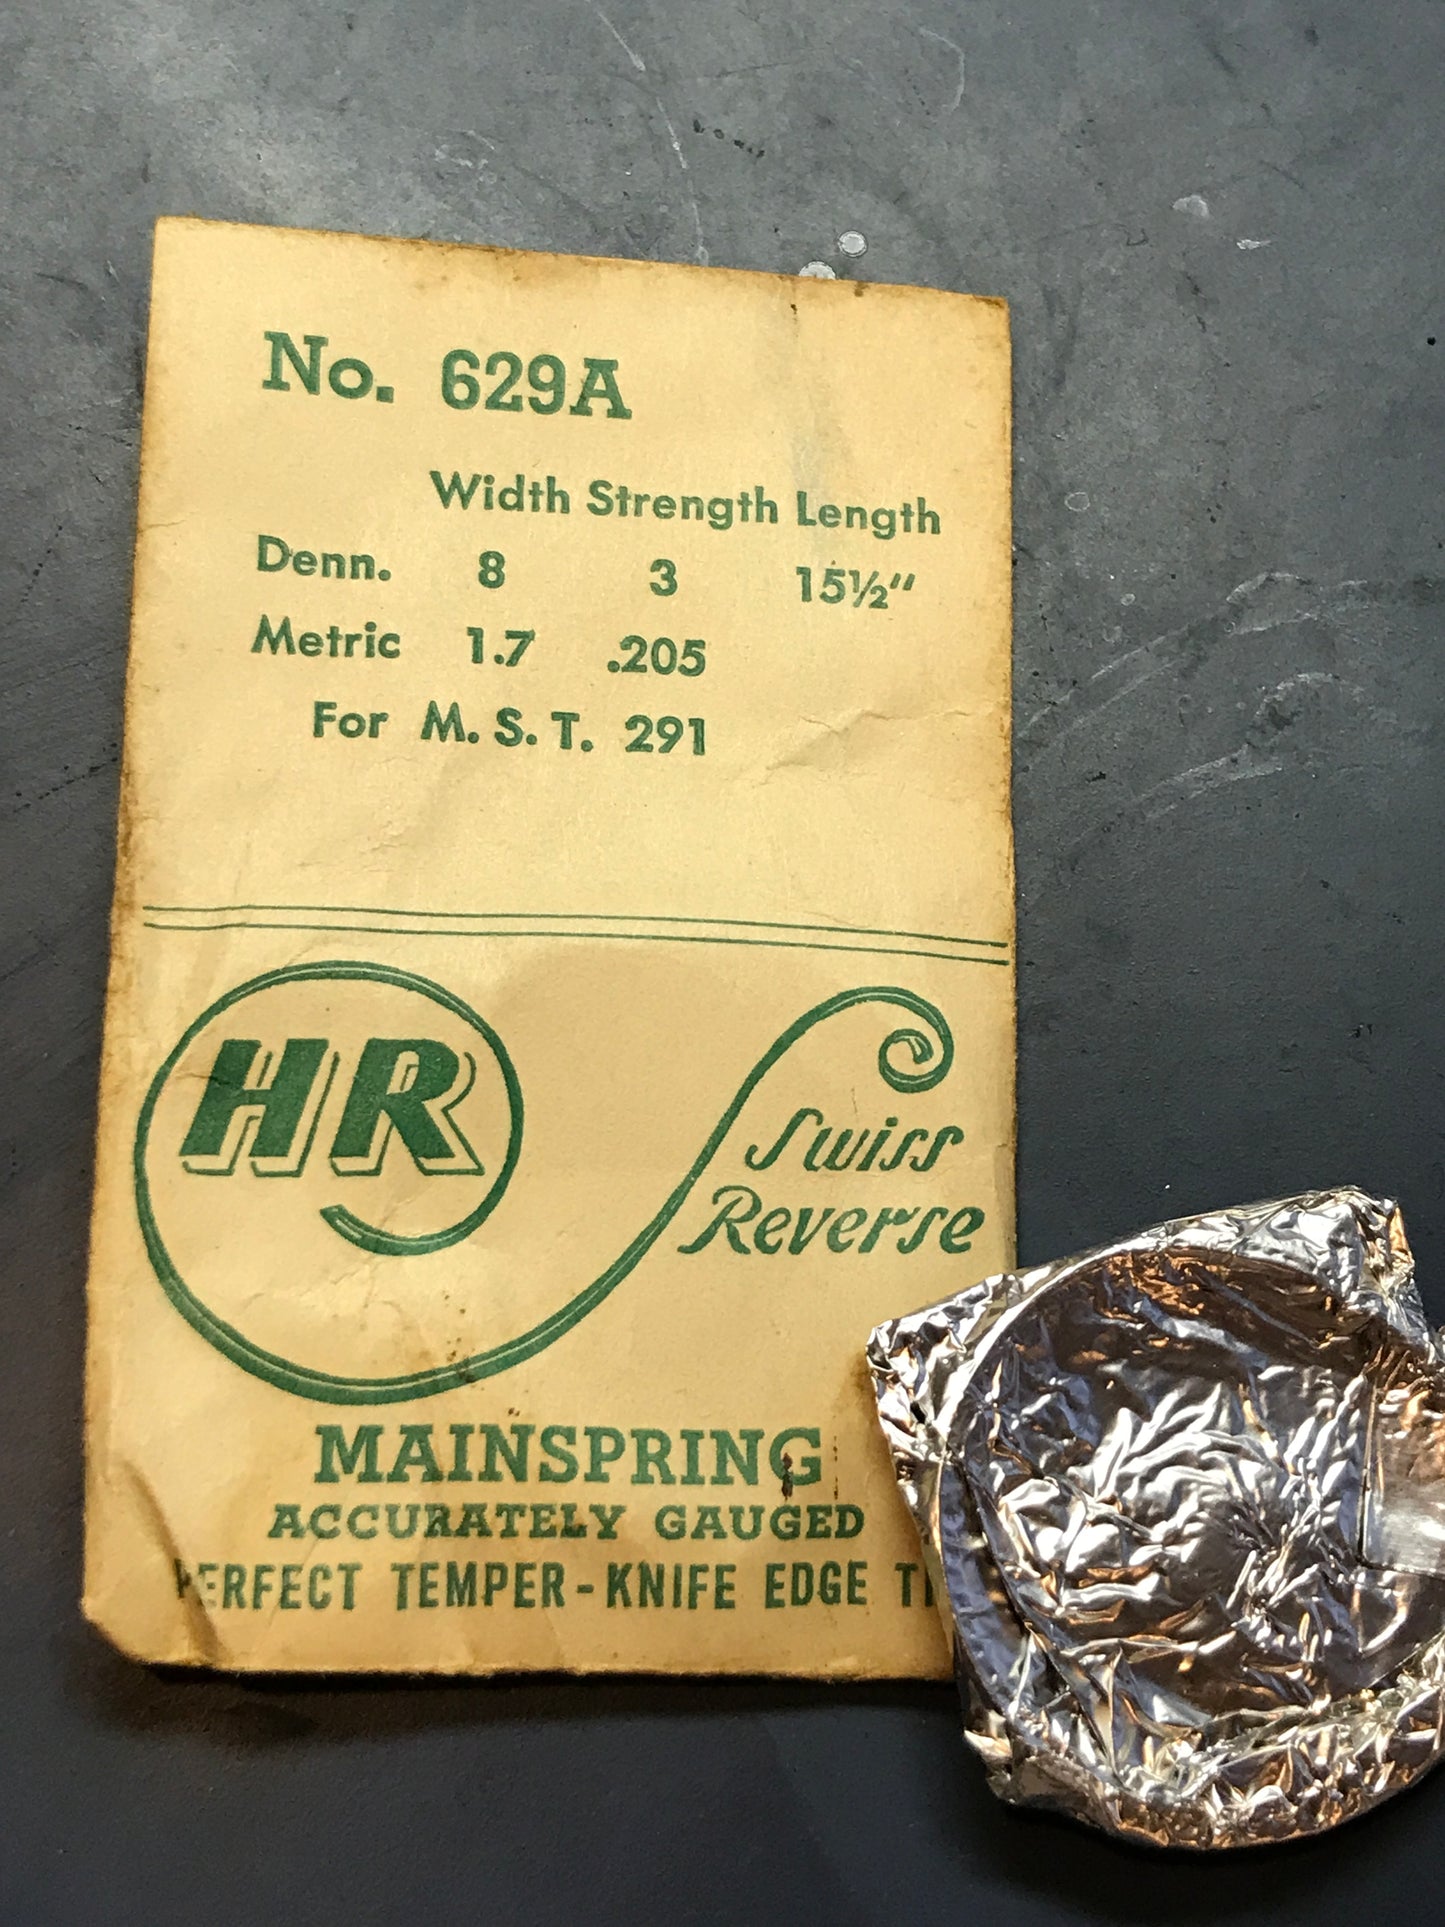 No. 629A
Width Strength Length
Denn. 8 3 15½"
Metric 1.7 .205
For M. S. T. 291
HR
Swiss
Reverse
MAINSPRING
ACCURATELY GAUGED
PERFECT TEMPER-KNIFE EDGE